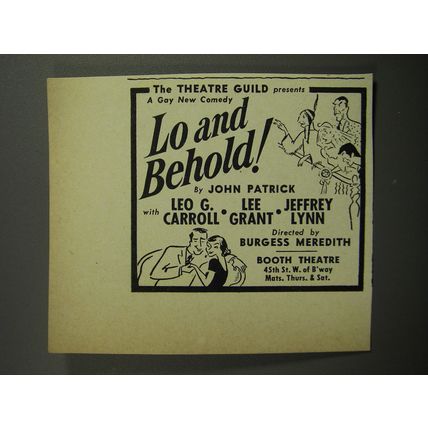 The THEATRE GUILD presents
A Gay New Comedy
Lo and
Behold!
By JOHN PATRICK
with LEO G. CARROLL • LEE GRANT • JEFFREY LYNN
Directed by
BURGESS MEREDITH
BOOTH THEATRE
45th St. W. of B'way
Mats. Thurs. & Sat.